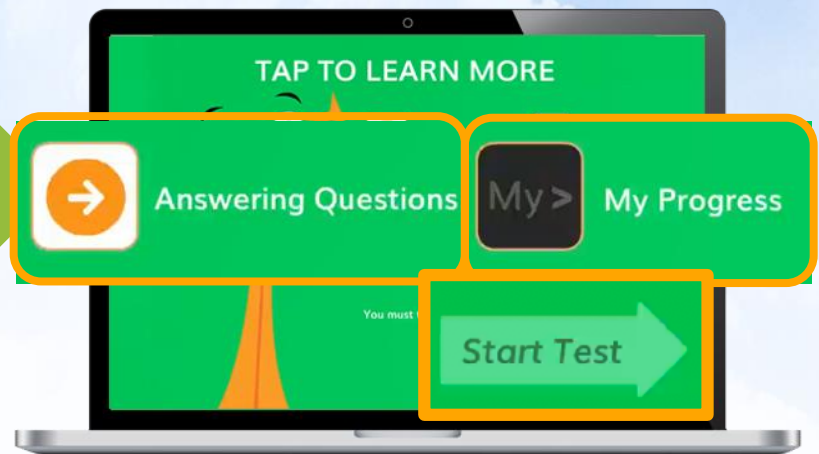 TAP TO LEARN MORE
Answering Questions
My >
My Progress
You must
Start Test